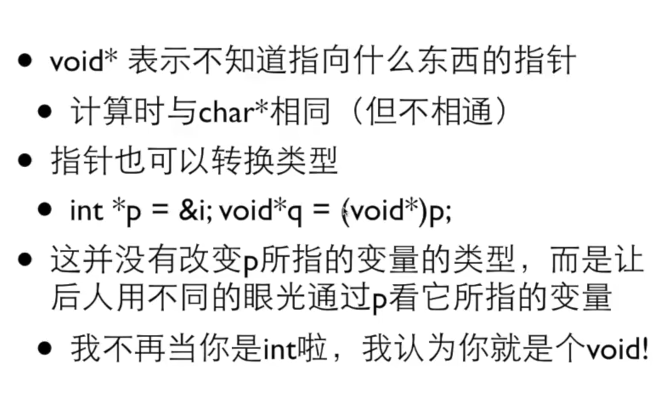 void* 表示不知道指向什么东西的指针
计算时与char*相同（但不相通）
指针也可以转换类型
int *p = &i; void*q = (void*)p;
这并没有改变p所指的变量的类型，而是让
后人用不同的眼光通过p看它所指的变量
我不再当你是int啦，我认为你就是个void!